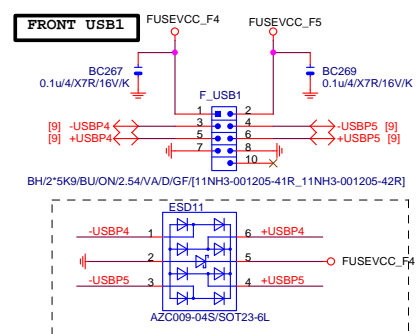 FRONT USB1
FUSEVCC_F4
FUSEVCC_F5
BC267
0.1u/4/X7R/16V/K
BC269
0.1u/4/X7R/16V/K
F_USB1
1 2
[9] -USBP4 3 4 -USBP5 [9]
[9] +USBP4 5 6 +USBP5 [9]
7 8
10
BH/2*5K9/BU/ON/2.54/VA/D/GF/[11NH3-001205-41R_11NH3-001205-42R]
ESD11
-USBP4 1 6 +USBP4
2 5 FUSEVCC_F4
-USBP5 3 4 +USBP5
AZC009-04S/SOT23-6L